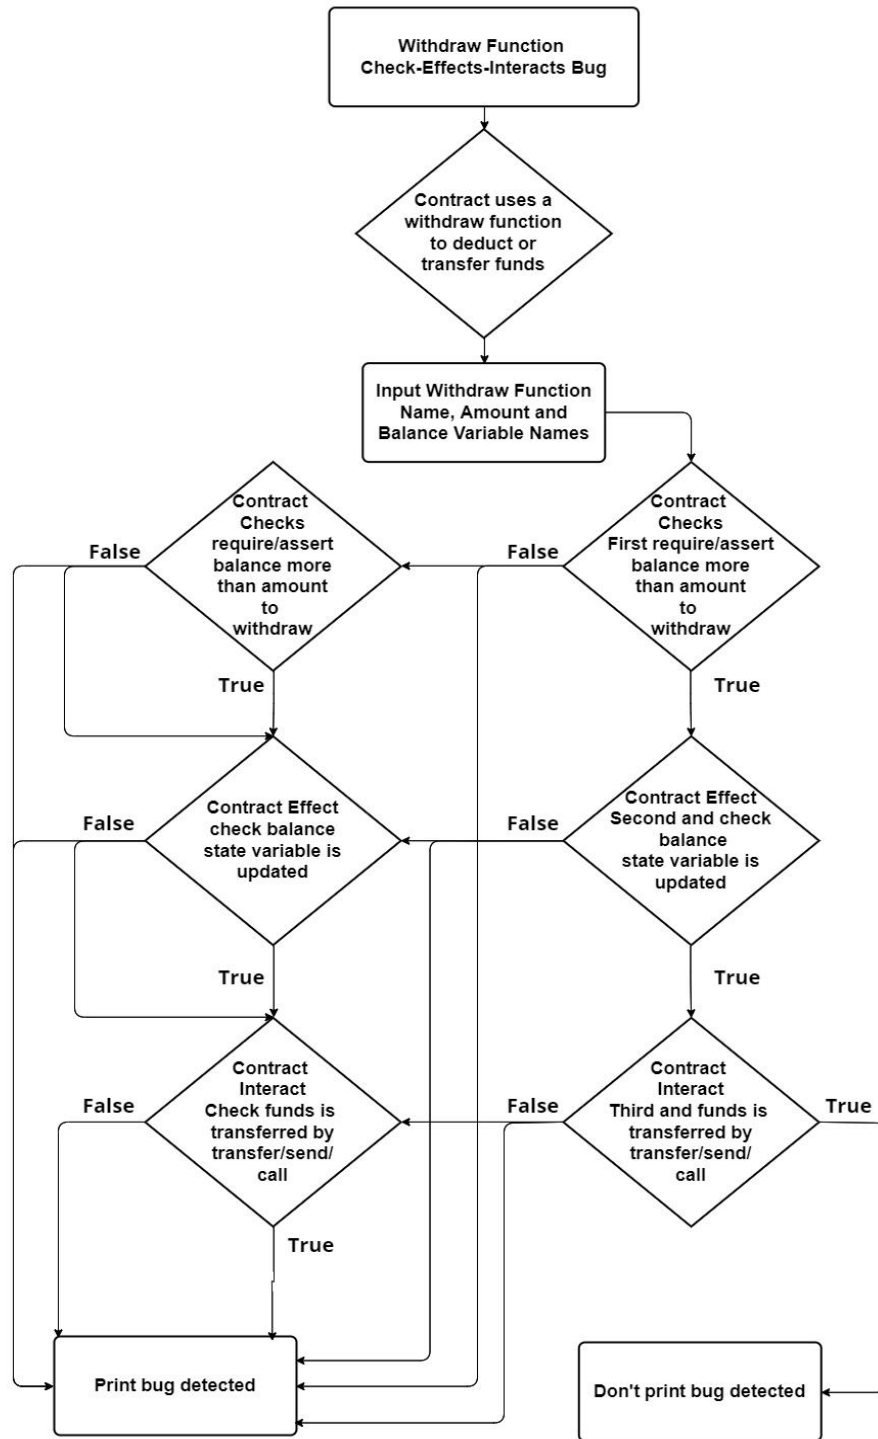 Withdraw Function
Check-Effects-Interacts Bug
Contract uses a
withdraw function
to deduct or
transfer funds
Input Withdraw Function
Name, Amount and
Balance Variable Names
Contract
Checks
require/assert
balance more
than amount
to
withdraw
False
True
Contract
Checks
First require/assert
balance more
than amount
to
withdraw
False
True
Contract Effect
check balance
state variable is
updated
False
True
Contract Effect
Second and check
balance
state variable is
updated
False
True
Contract
Interact
Check funds is
transferred by
transfer/send/
call
False
True
Contract
Interact
Third and funds is
transferred by
transfer/send/
call
False
True
Print bug detected
Don't print bug detected